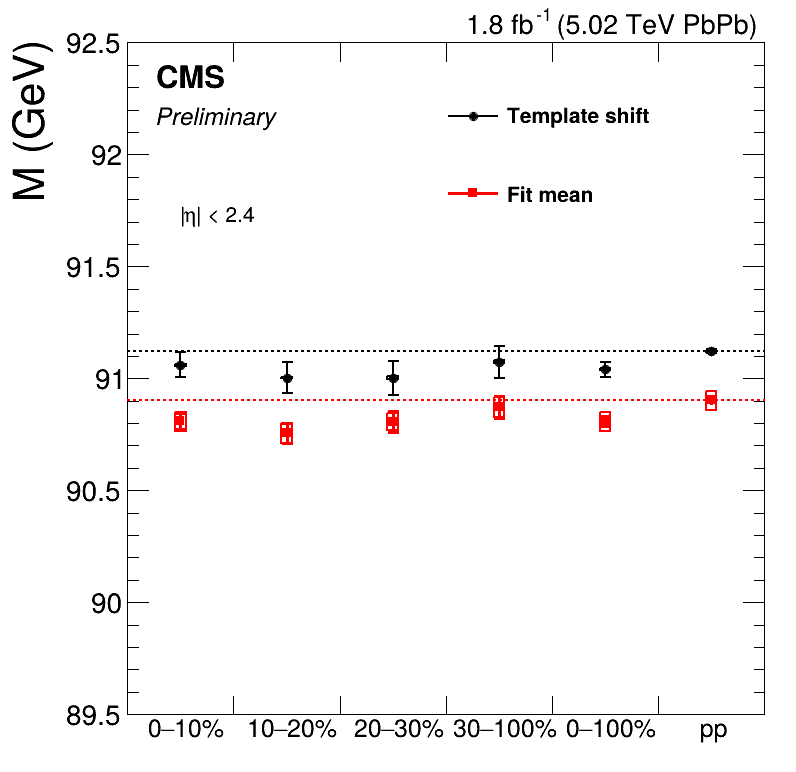 1.8 fb⁻¹ (5.02 TeV PbPb)
M (GeV)
CMS
Preliminary
|η| < 2.4
Template shift
Fit mean
92.5
92
91.5
91
90.5
90
89.5
0–10% 10–20% 20–30% 30–100% 0–100% pp